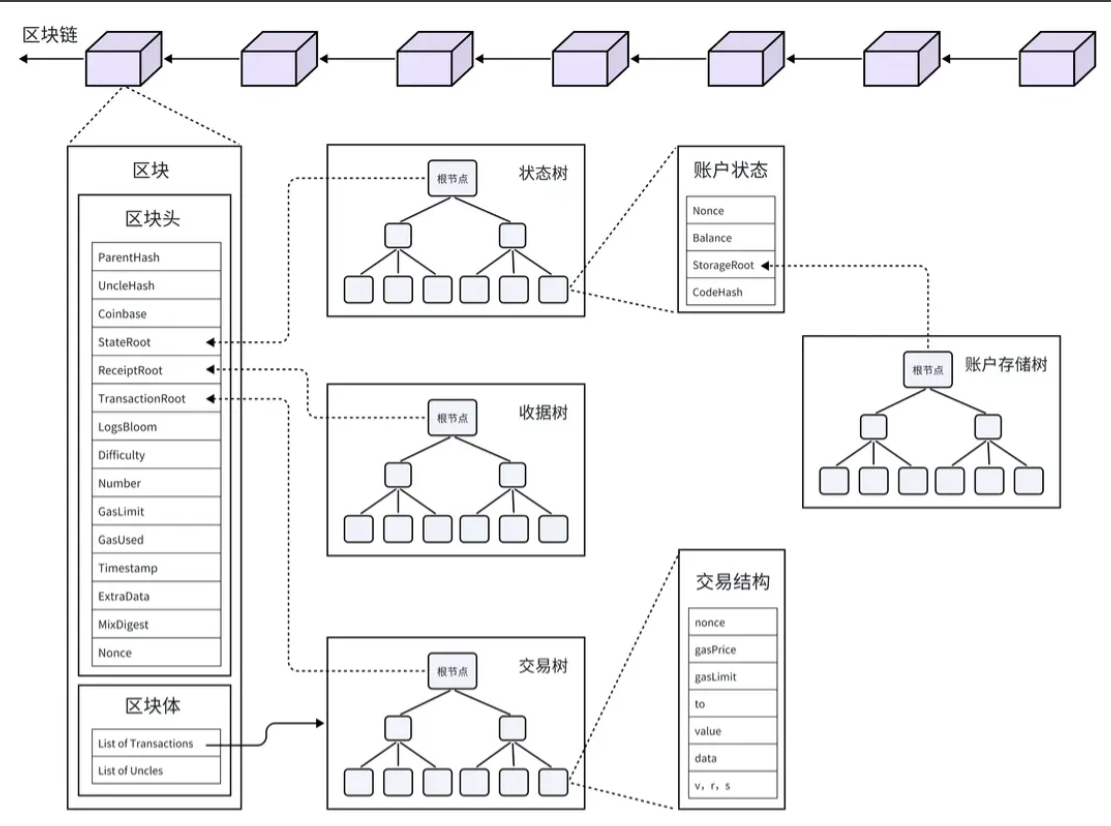 区块链
区块
区块头
ParentHash
UncleHash
Coinbase
StateRoot
ReceiptRoot
TransactionRoot
LogsBloom
Difficulty
Number
GasLimit
GasUsed
Timestamp
ExtraData
MixDigest
Nonce
区块体
List of Transactions
List of Uncles
状态树
根节点
收据树
根节点
交易树
根节点
账户状态
Nonce
Balance
StorageRoot
CodeHash
账户存储树
根节点
交易结构
nonce
gasPrice
gasLimit
to
value
data
v，r，s